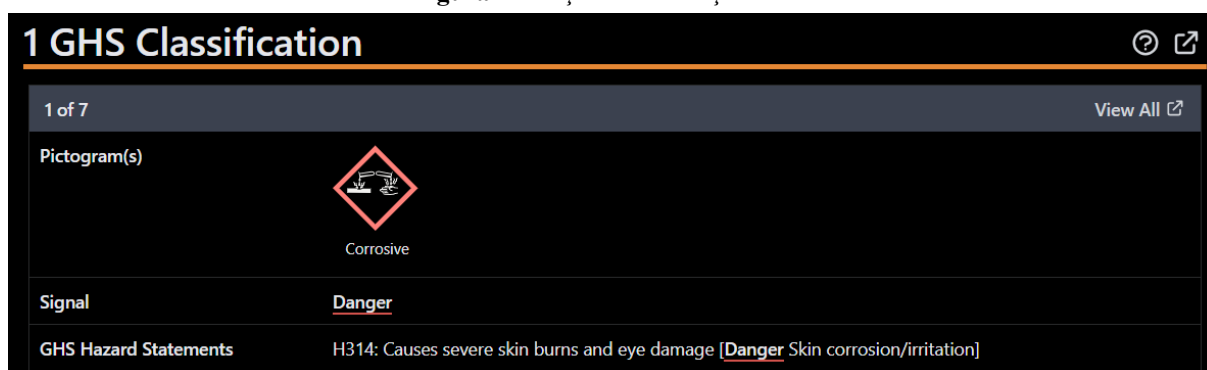 1 GHS Classification
1 of 7 View All
Pictogram(s)
Corrosive
Signal Danger
GHS Hazard Statements H314: Causes severe skin burns and eye damage [Danger Skin corrosion/irritation]